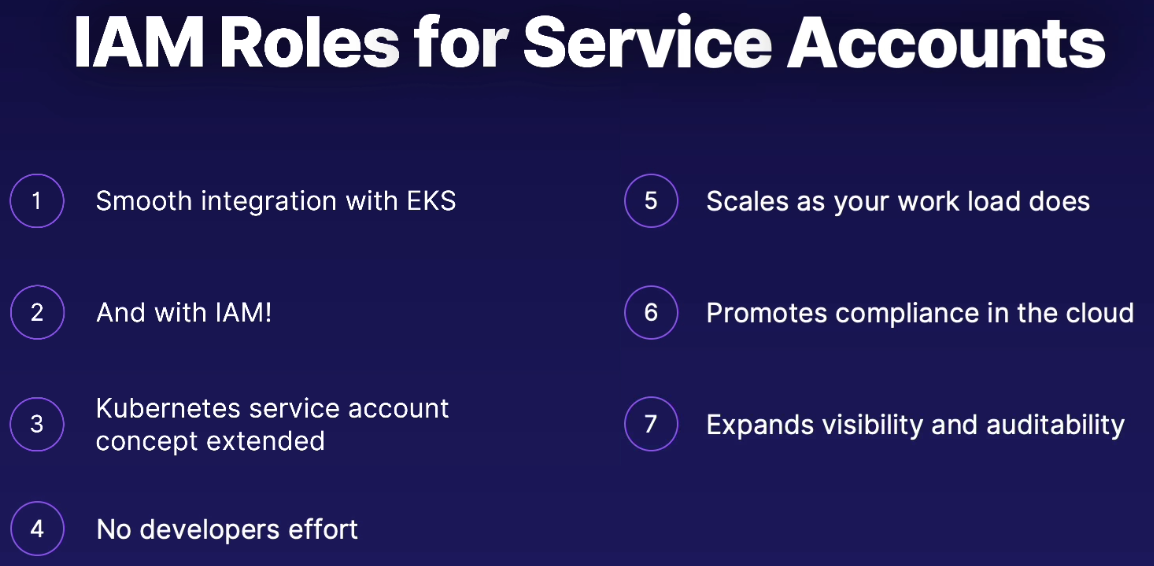 IAM Roles for Service Accounts
1 Smooth integration with EKS
2 And with IAM!
3 Kubernetes service account
concept extended
4 No developers effort
5 Scales as your work load does
6 Promotes compliance in the cloud
7 Expands visibility and auditability